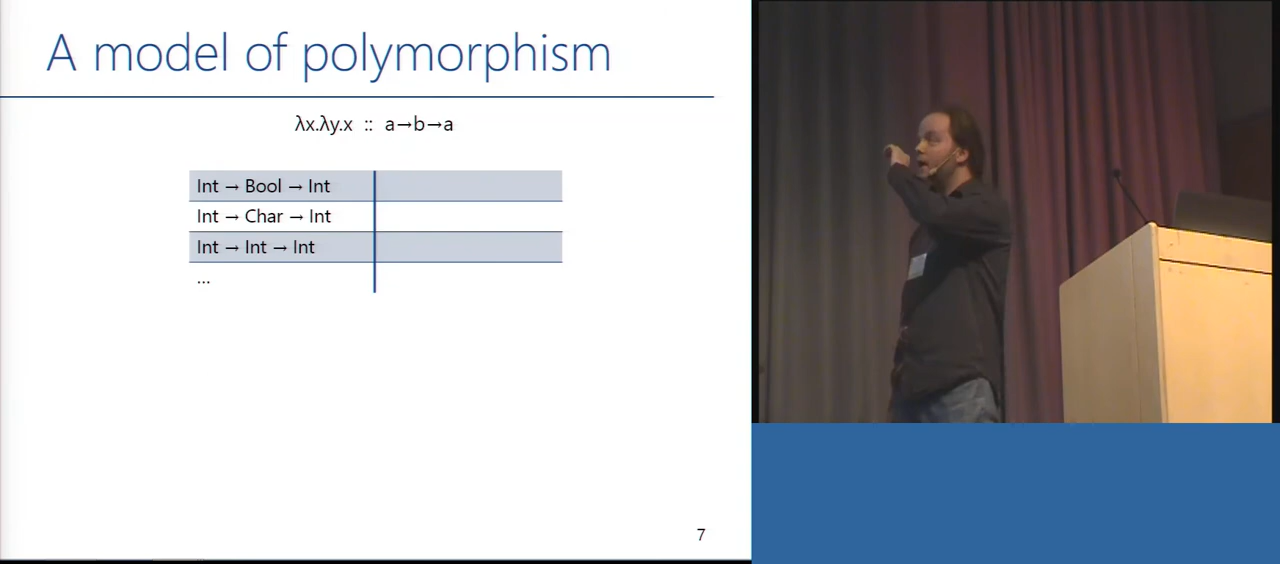 A model of polymorphism
λx.λy.x :: a→b→a
Int → Bool → Int
Int → Char → Int
Int → Int → Int
...
7